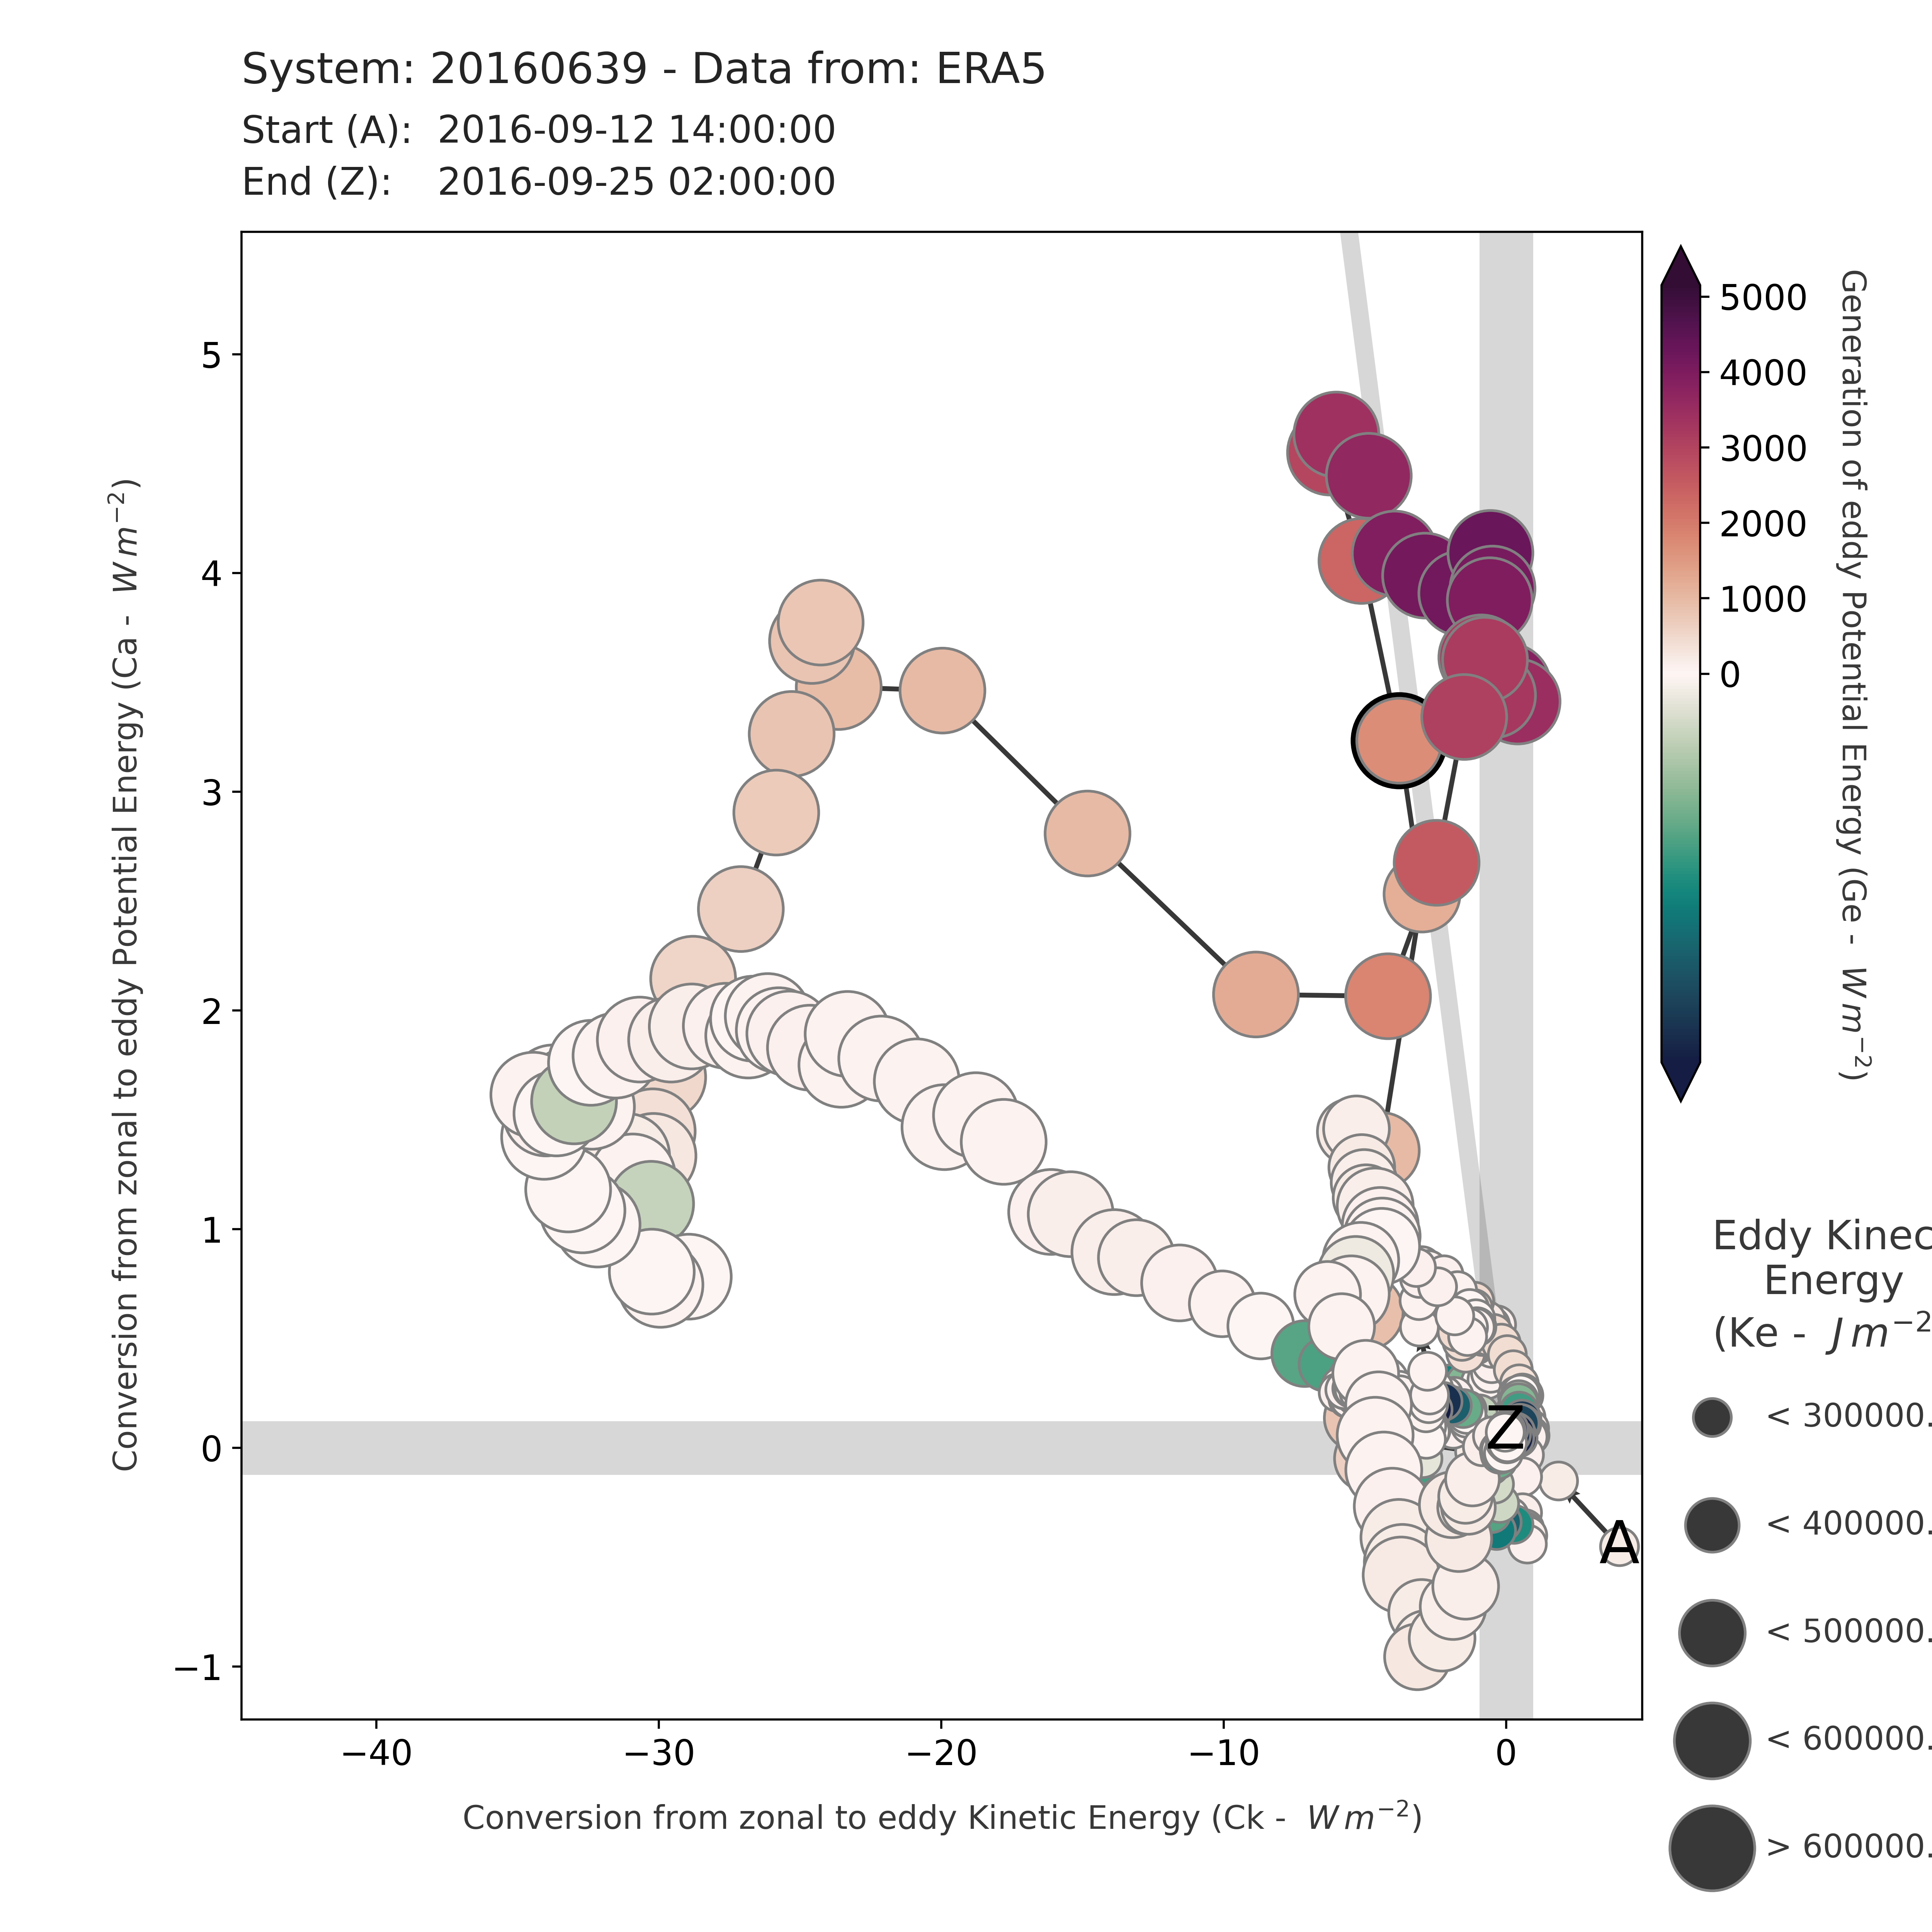 System: 20160639 - Data from: ERA5
Start (A): 2016-09-12 14:00:00
End (Z): 2016-09-25 02:00:00
Conversion from zonal to eddy Potential Energy (Ca - W m⁻²)
5
4
3
2
1
0
−1
−40
−30
−20
−10
0
Conversion from zonal to eddy Kinetic Energy (Ck - W m⁻²)
A
Z
5000
4000
3000
2000
1000
0
Generation of eddy Potential Energy (Ge - W m⁻²)
Eddy Kinec
Energy
(Ke - J m⁻²
< 300000.
< 400000.
< 500000.
< 600000.
> 600000.